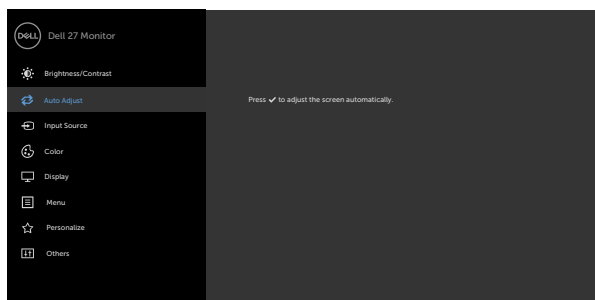 DELL
Dell 27 Monitor
Brightness/Contrast
Auto Adjust
Press ✓ to adjust the screen automatically.
Input Source
Color
Display
Menu
Personalize
Others